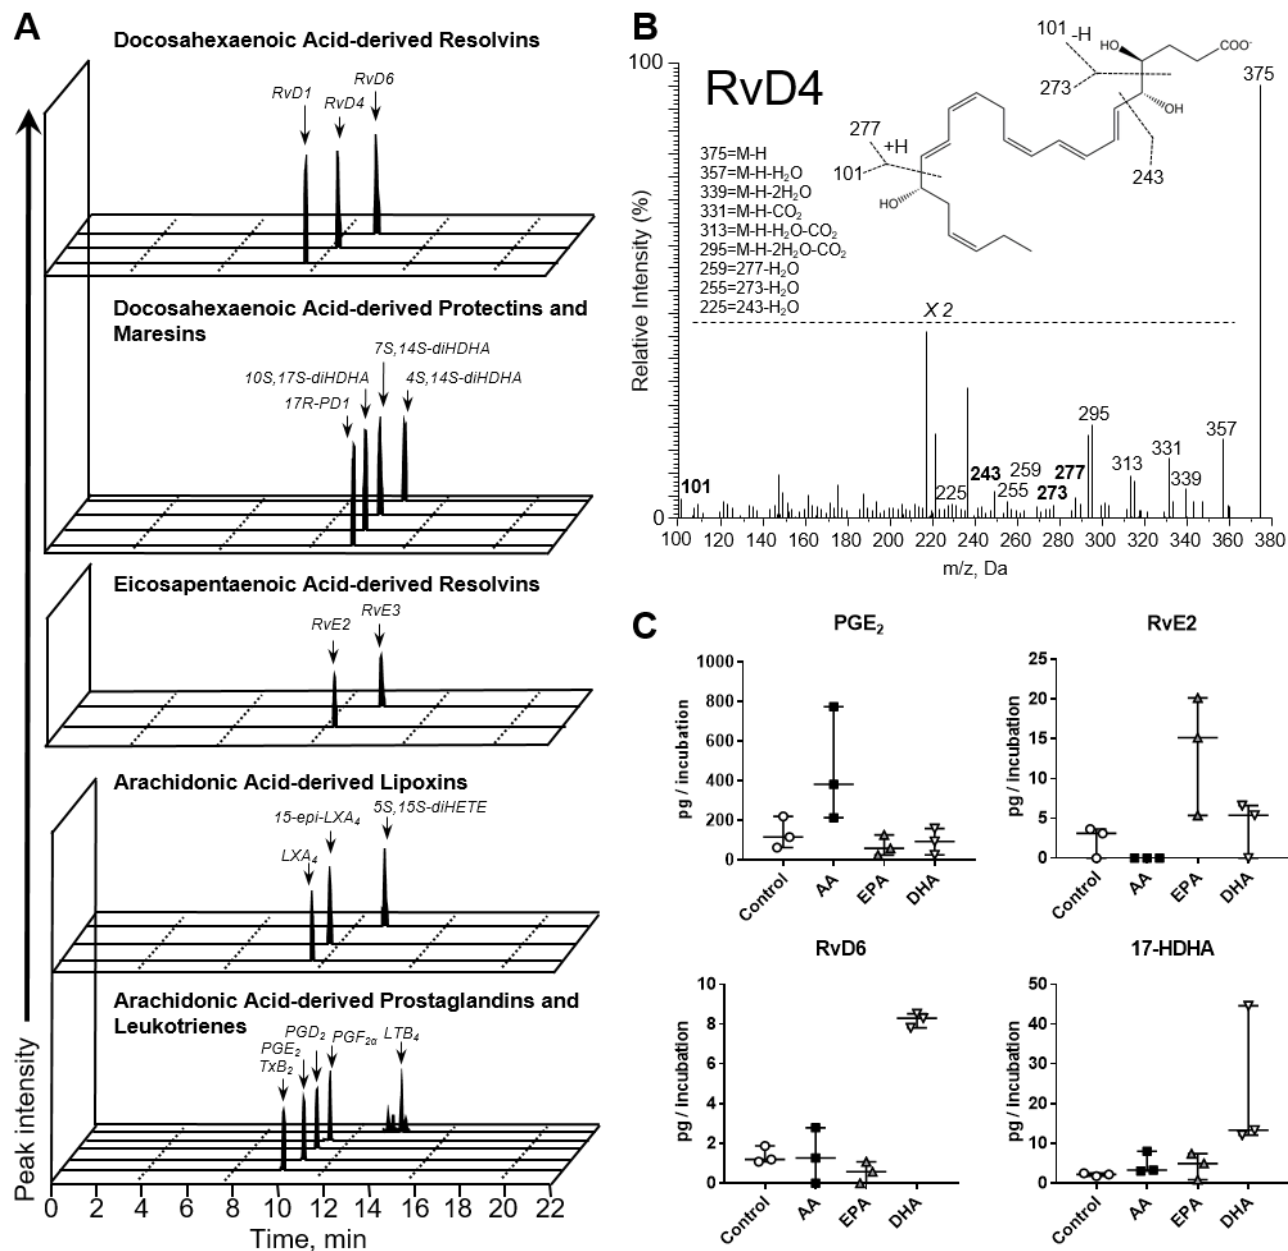 A
Docosahexaenoic Acid-derived Resolvins
RvD1
RvD4
RvD6
Docosahexaenoic Acid-derived Protectins and
Maresins
7S,14S-diHDHA
10S,17S-diHDHA
4S,14S-diHDHA
17R-PD1
Eicosapentaenoic Acid-derived Resolvins
RvE3
RvE2
Arachidonic Acid-derived Lipoxins
5S,15S-diHETE
15-epi-LXA₄
LXA₄
Arachidonic Acid-derived Prostaglandins and
Leukotrienes
PGD₂
PGF₂α
LTB₄
PGE₂
TxB₂
Peak intensity
0 2 4 6 8 10 12 14 16 18 20 22
Time, min
B
RvD4
101 -H
273
HO
COO⁻
OH
243
277
+H
101
HO
375
375=M-H
357=M-H-H₂O
339=M-H-2H₂O
331=M-H-CO₂
313=M-H-H₂O-CO₂
295=M-H-2H₂O-CO₂
259=277-H₂O
255=273-H₂O
225=243-H₂O
X 2
100
0
Relative Intensity (%)
101
225
243
255
259
273
277
295
313
331
339
357
100 120 140 160 180 200 220 240 260 280 300 320 340 360 380
m/z, Da
C
PGE₂
pg / incubation
1000
800
600
400
200
0
Control AA EPA DHA
RvE2
pg / incubation
25
20
15
10
5
0
Control AA EPA DHA
RvD6
pg / incubation
10
8
6
4
2
0
Control AA EPA DHA
17-HDHA
pg / incubation
50
40
30
20
10
0
Control AA EPA DHA